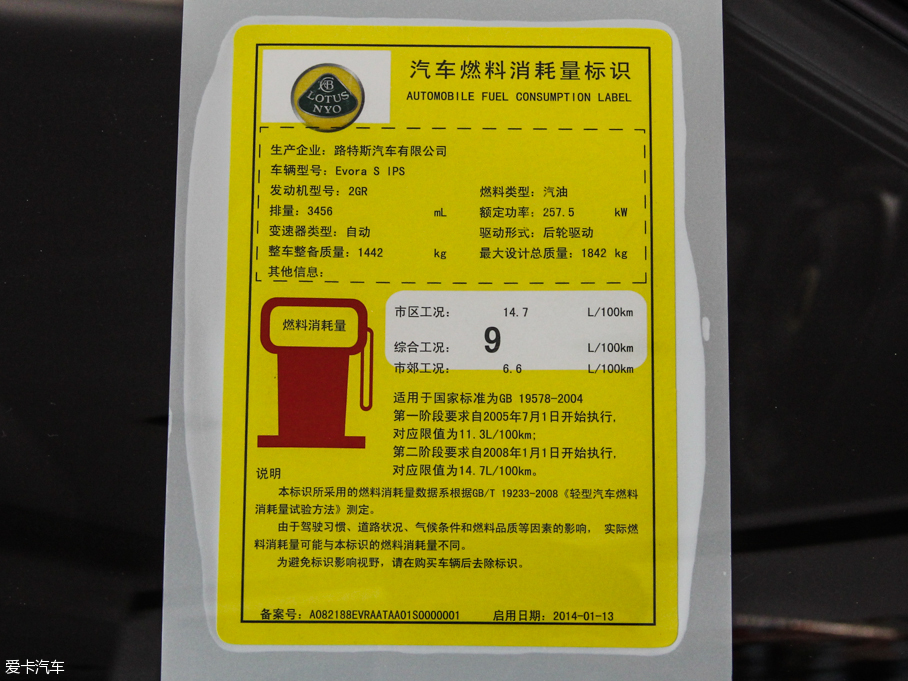 LOTUS
NYO
汽车燃料消耗量标识
AUTOMOBILE FUEL CONSUMPTION LABEL
生产企业：路特斯汽车有限公司
车辆型号：Evora S IPS
发动机型号：2GR 燃料类型：汽油
排量：3456 mL 额定功率：257.5 kW
变速器类型：自动 驱动形式：后轮驱动
整车整备质量：1442 kg 最大设计总质量：1842 kg
其他信息：
燃料消耗量
市区工况： 14.7 L/100km
综合工况： 9 L/100km
市郊工况： 6.6 L/100km
适用于国家标准为GB 19578-2004
第一阶段要求自2005年7月1日开始执行，
对应限值为11.3L/100km;
第二阶段要求自2008年1月1日开始执行，
对应限值为14.7L/100km。
说明
本标识所采用的燃料消耗量数据系根据GB/T 19233-2008《轻型汽车燃料
消耗量试验方法》测定。
由于驾驶习惯、道路状况、气候条件和燃料品质等因素的影响， 实际燃
料消耗量可能与本标识的燃料消耗量不同。
为避免标识影响视野，请在购买车辆后去除标识。
备案号：A082188EVRAATAA01S0000001 启用日期：2014-01-13
爱卡汽车